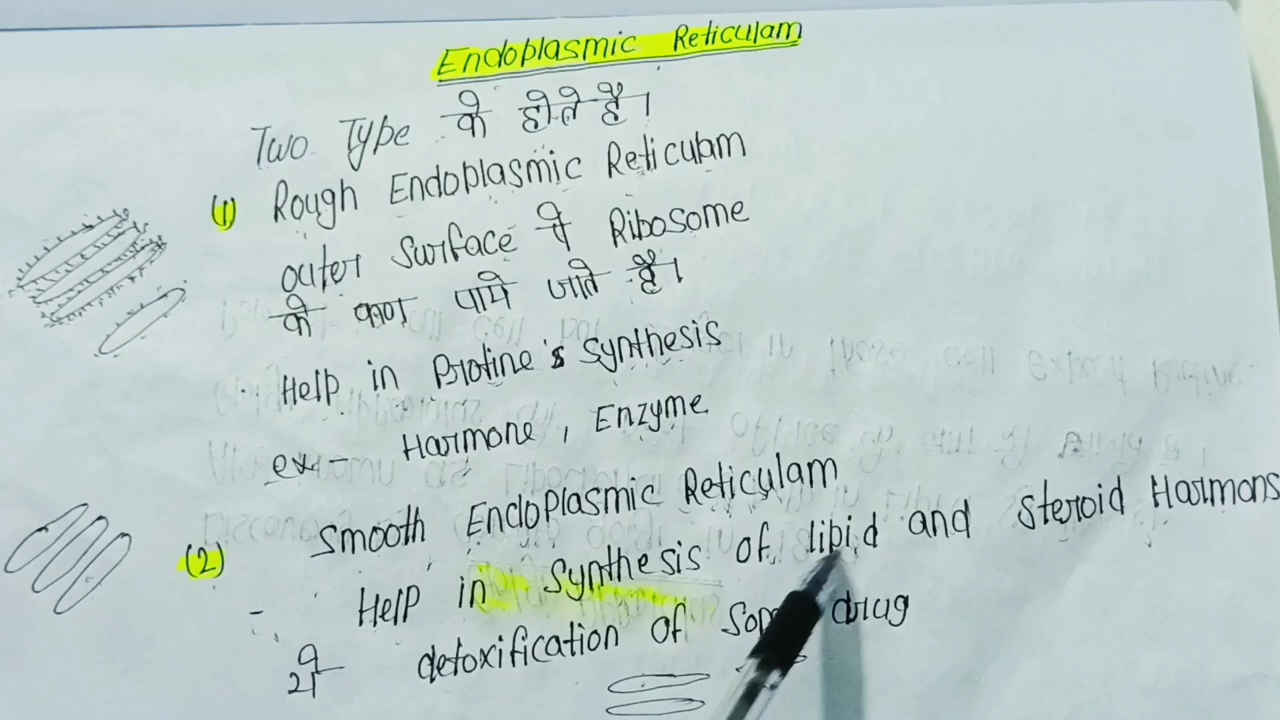 Endoplasmic Reticulam
Two Type के होते है।
(1) Rough Endoplasmic Reticulam
outer surface पे Ribosome
के कण पाये जाते है।
Help in Protine's synthesis
ex- Harmone, Enzyme
(2) Smooth Endoplasmic Reticulam
- Help in synthesis of lipid and steroid Harmons
detoxification of drug